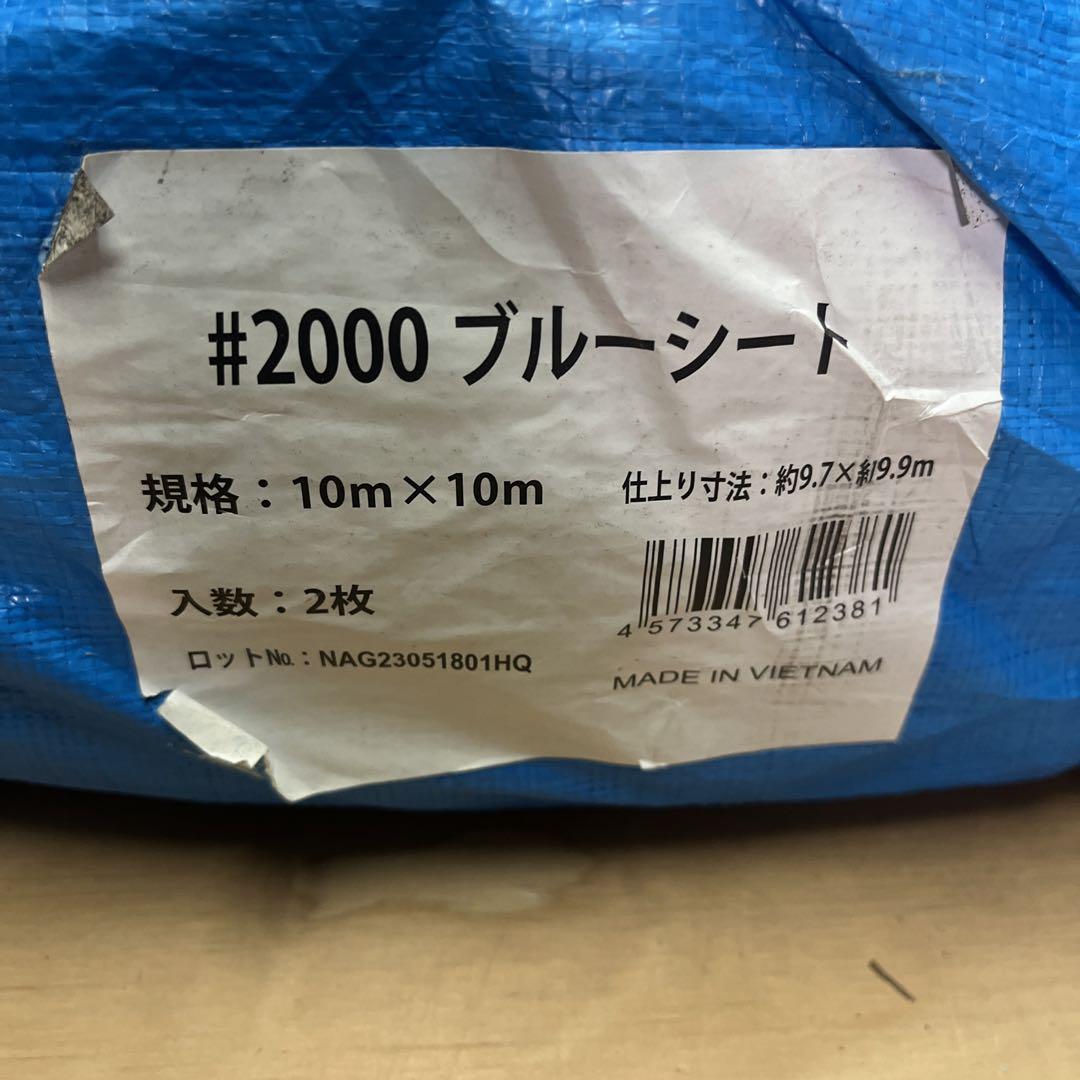 #2000 ブルーシート
規格：10m×10m
仕上り寸法：約9.7×約9.9m
入数：2枚
4 573347 612381
ロット№：NAG23051801HQ
MADE IN VIETNAM